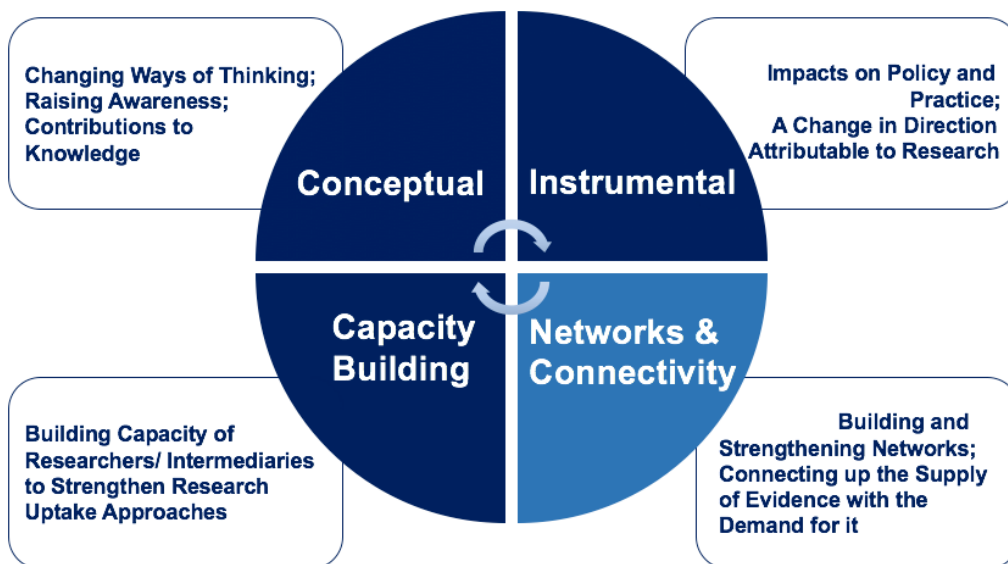 Changing Ways of Thinking;
Raising Awareness;
Contributions to
Knowledge
Impacts on Policy and
Practice;
A Change in Direction
Attributable to Research
Conceptual
Instrumental
Capacity
Building
Networks &
Connectivity
Building Capacity of
Researchers/ Intermediaries
to Strengthen Research
Uptake Approaches
Building and
Strengthening Networks;
Connecting up the Supply
of Evidence with the
Demand for it